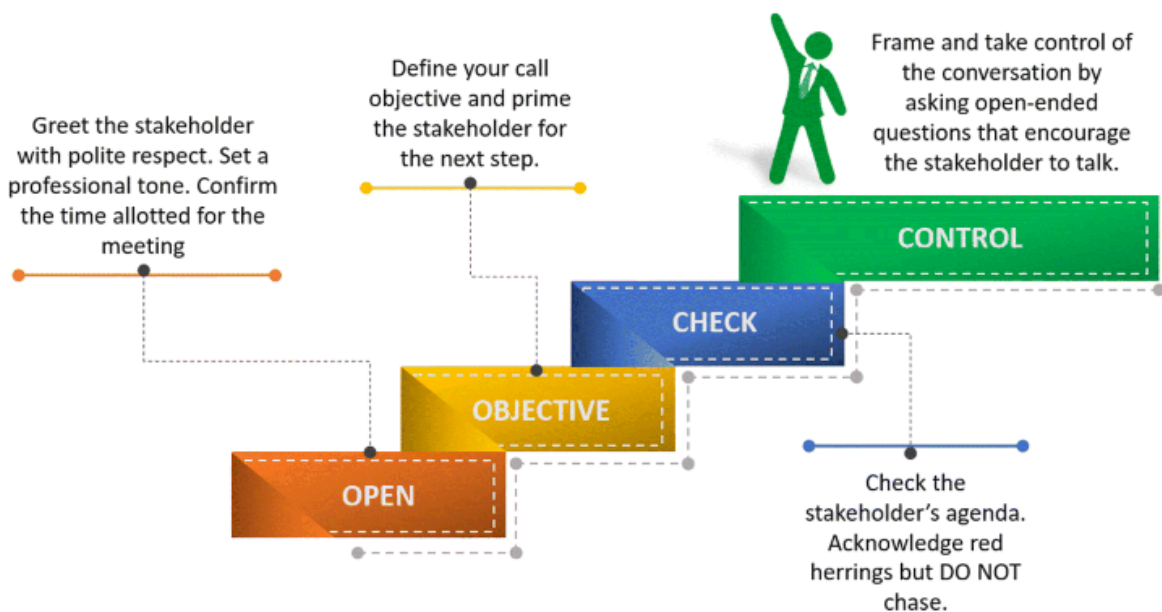 Greet the stakeholder
with polite respect. Set a
professional tone. Confirm
the time allotted for the
meeting
Define your call
objective and prime
the stakeholder for
the next step.
Frame and take control of
the conversation by
asking open-ended
questions that encourage
the stakeholder to talk.
CONTROL
CHECK
OBJECTIVE
OPEN
Check the
stakeholder’s agenda.
Acknowledge red
herrings but DO NOT
chase.